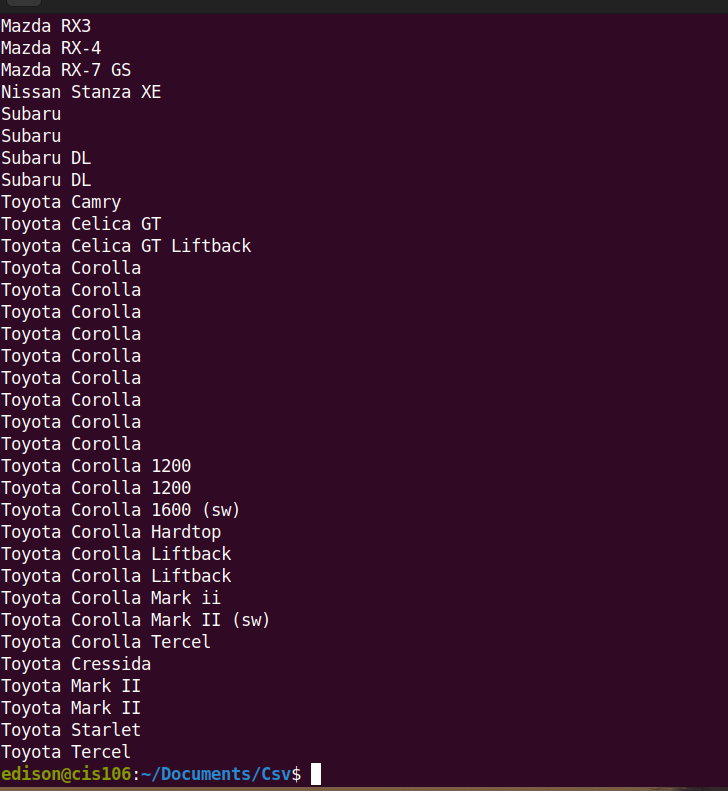 Mazda RX3
Mazda RX-4
Mazda RX-7 GS
Nissan Stanza XE
Subaru
Subaru
Subaru DL
Subaru DL
Toyota Camry
Toyota Celica GT
Toyota Celica GT Liftback
Toyota Corolla
Toyota Corolla
Toyota Corolla
Toyota Corolla
Toyota Corolla
Toyota Corolla
Toyota Corolla
Toyota Corolla
Toyota Corolla
Toyota Corolla 1200
Toyota Corolla 1200
Toyota Corolla 1600 (sw)
Toyota Corolla Hardtop
Toyota Corolla Liftback
Toyota Corolla Liftback
Toyota Corolla Mark ii
Toyota Corolla Mark II (sw)
Toyota Corolla Tercel
Toyota Cressida
Toyota Mark II
Toyota Mark II
Toyota Starlet
Toyota Tercel
edison@cis106:~/Documents/Csv$